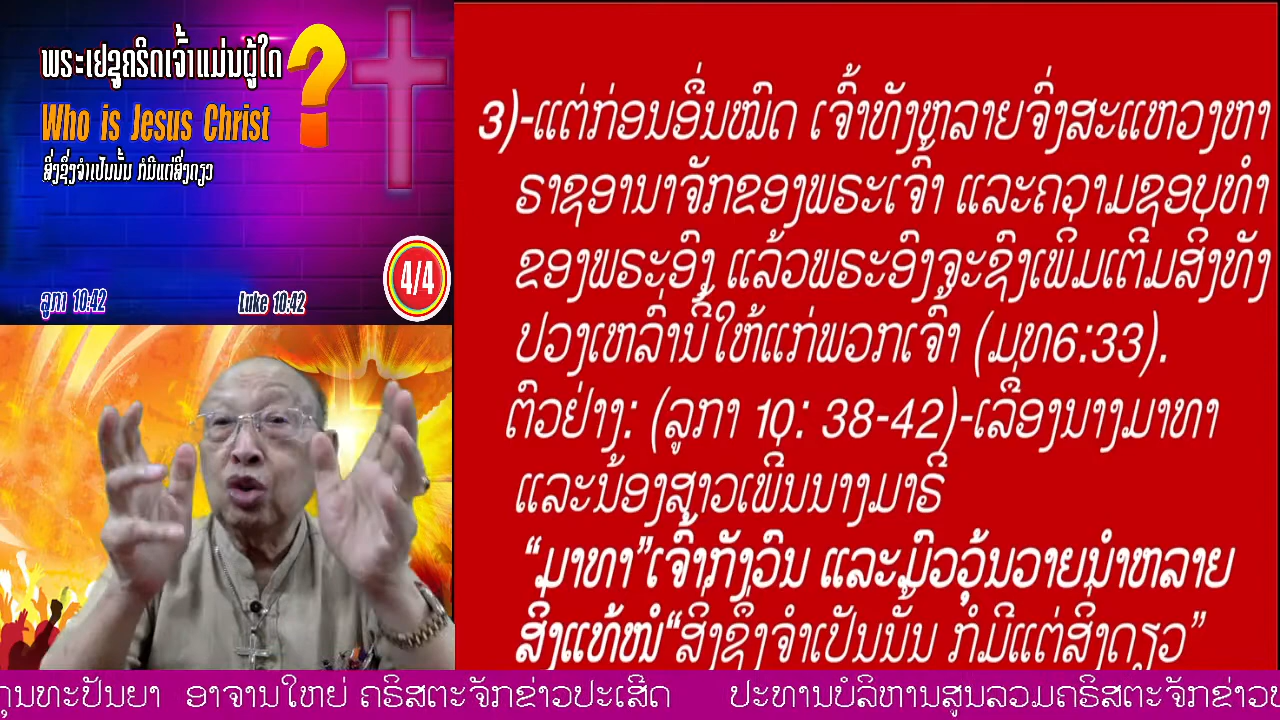 ພຣະເຢຊູຄຣິດເຈົ້າແມ່ນຜູ້ໃດ ?
Who is Jesus Christ
ສິ່ງຊຶ່ງຈຳເປັນນັ້ນ ກໍມີແຕ່ສິ່ງດຽວ
4/4
ລູກາ 10:42
Luke 10:42
3)-ແຕ່ກ່ອນອື່ນໝົດ ເຈົ້າທັງຫລາຍຈົ່ງສະແຫວງຫາ
ຣາຊອານາຈັກຂອງພຣະເຈົ້າ ແລະຄວາມຊອບທຳ
ຂອງພຣະອົງ ແລ້ວພຣະອົງຈະຊົງເພີ່ມເຕີມສິ່ງທັງ
ປວງເຫລົ່ານີ້ໃຫ້ແກ່ພວກເຈົ້າ (ມທ6:33).
ຕົວຢ່າງ: (ລູກາ 10: 38-42)-ເລື່ອງນາງມາທາ
ແລະນ້ອງສາວເພີ່ນນາງມາຣີ
“ມາທາ”ເຈົ້າກັງວົນ ແລະມົວວຸ້ນວາຍນຳຫລາຍ
ສິ່ງແທ້ໜໍ“ສິ່ງຊຶ່ງຈຳເປັນນັ້ນ ກໍມີແຕ່ສິ່ງດຽວ”
ຄຸນທະປັນຍາ ອາຈານໃຫຍ່ ຄຣິສຕະຈັກຂ່າວປະເສີດ ປະທານບໍລິຫານສູນລວມຄຣິສຕະຈັກຂ່າວປ